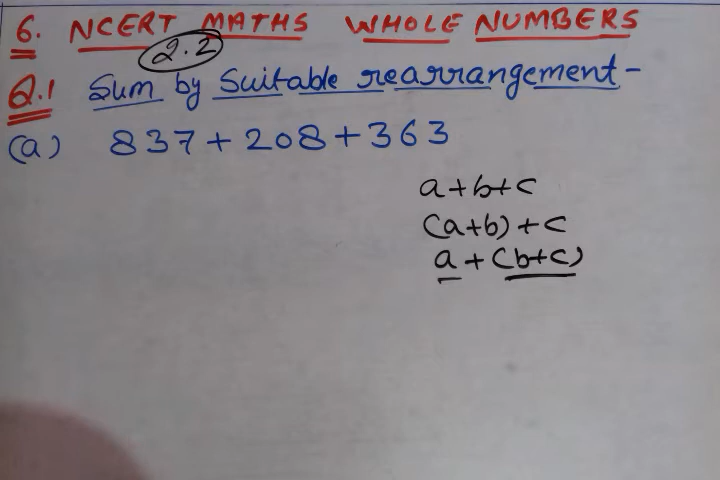 6. NCERT MATHS WHOLE NUMBERS
2.2
Q.1 Sum by Suitable rearrangement-
(a) 837+208+363
a+b+c
(a+b)+c
a+(b+c)